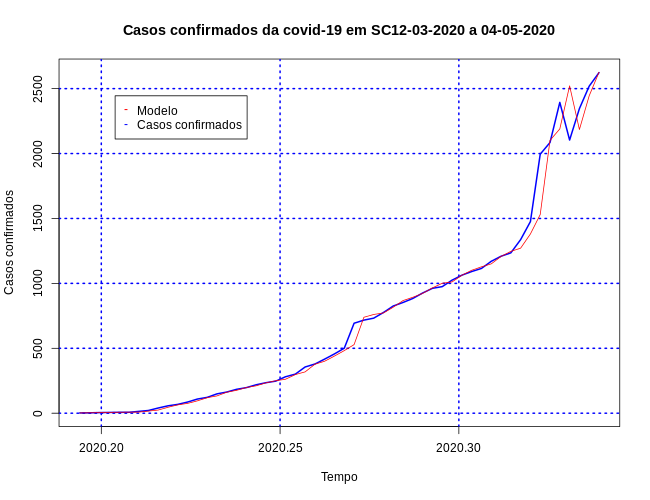 Casos confirmados da covid-19 em SC12-03-2020 a 04-05-2020
Casos confirmados
2500
2000
1500
1000
500
0
- Modelo
- Casos confirmados
2020.20 2020.25 2020.30
Tempo